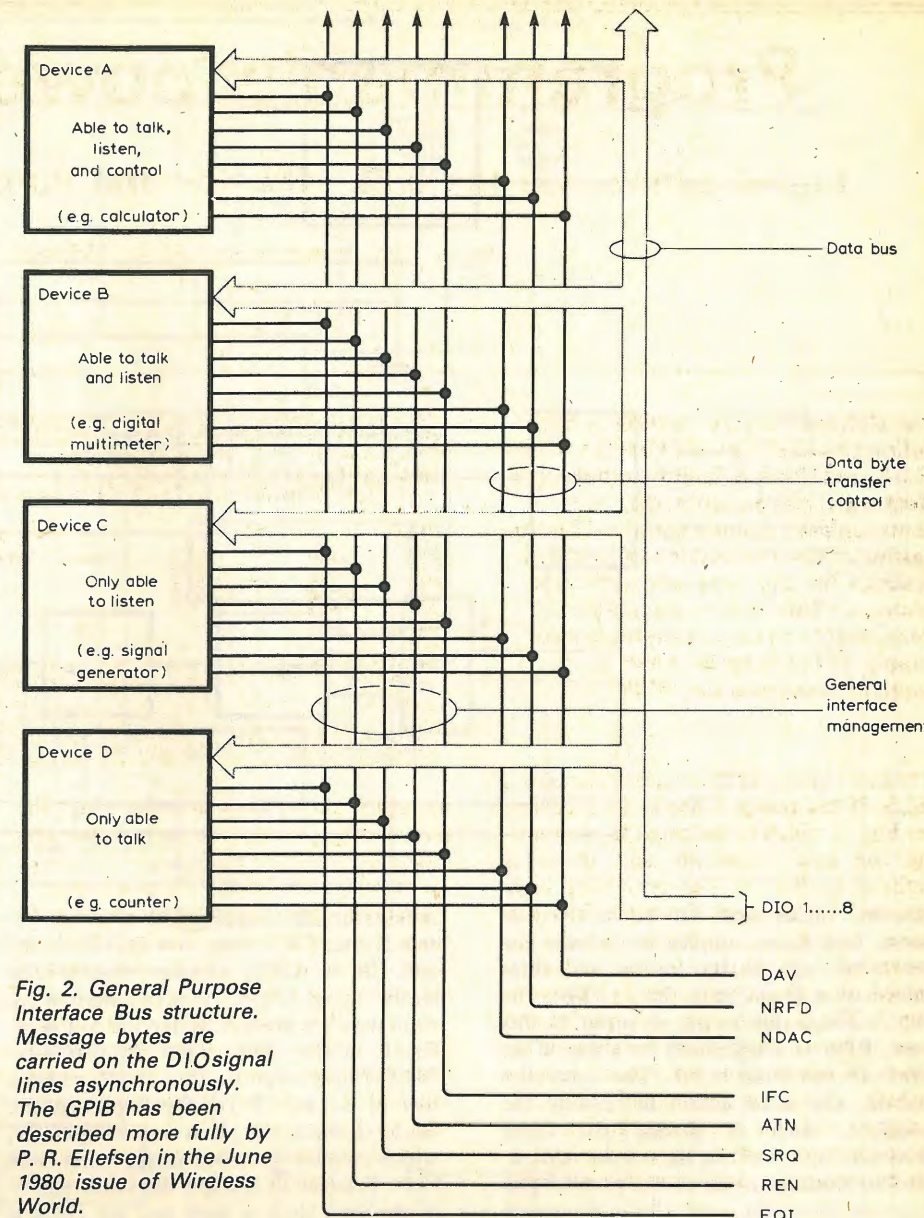 Device A
Able to talk,
listen,
and control
(e.g. calculator)
Data bus
Device B
Able to talk
and listen
(e.g. digital
multimeter)
Data byte
transfer
control
Device C
Only able
to listen
(e.g. signal
generator)
General
interface
management
Device D
Only able
to talk
(e.g. counter)
DIO 1......8
DAV
NRFD
NDAC
IFC
ATN
SRQ
REN
EOI
Fig. 2. General Purpose
Interface Bus structure.
Message bytes are
carried on the DIO signal
lines asynchronously.
The GPIB has been
described more fully by
P. R. Ellefsen in the June
1980 issue of Wireless
World.